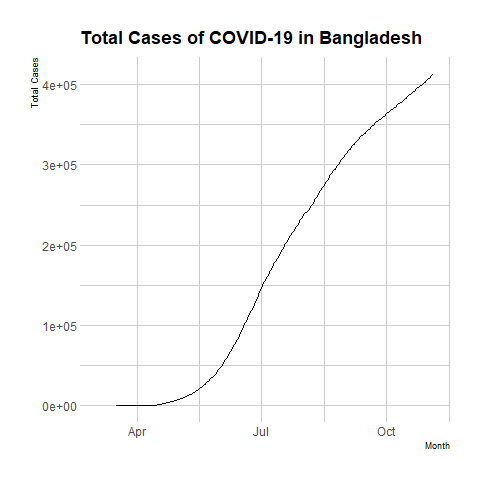 Total Cases of COVID-19 in Bangladesh
Total Cases
4e+05
3e+05
2e+05
1e+05
0e+00
Apr Jul Oct
Month